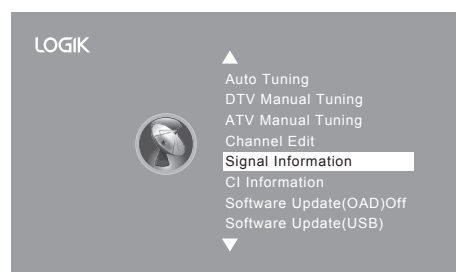 LOGIK
Auto Tuning
DTV Manual Tuning
ATV Manual Tuning
Channel Edit
Signal Information
CI Information
Software Update(OAD)Off
Software Update(USB)